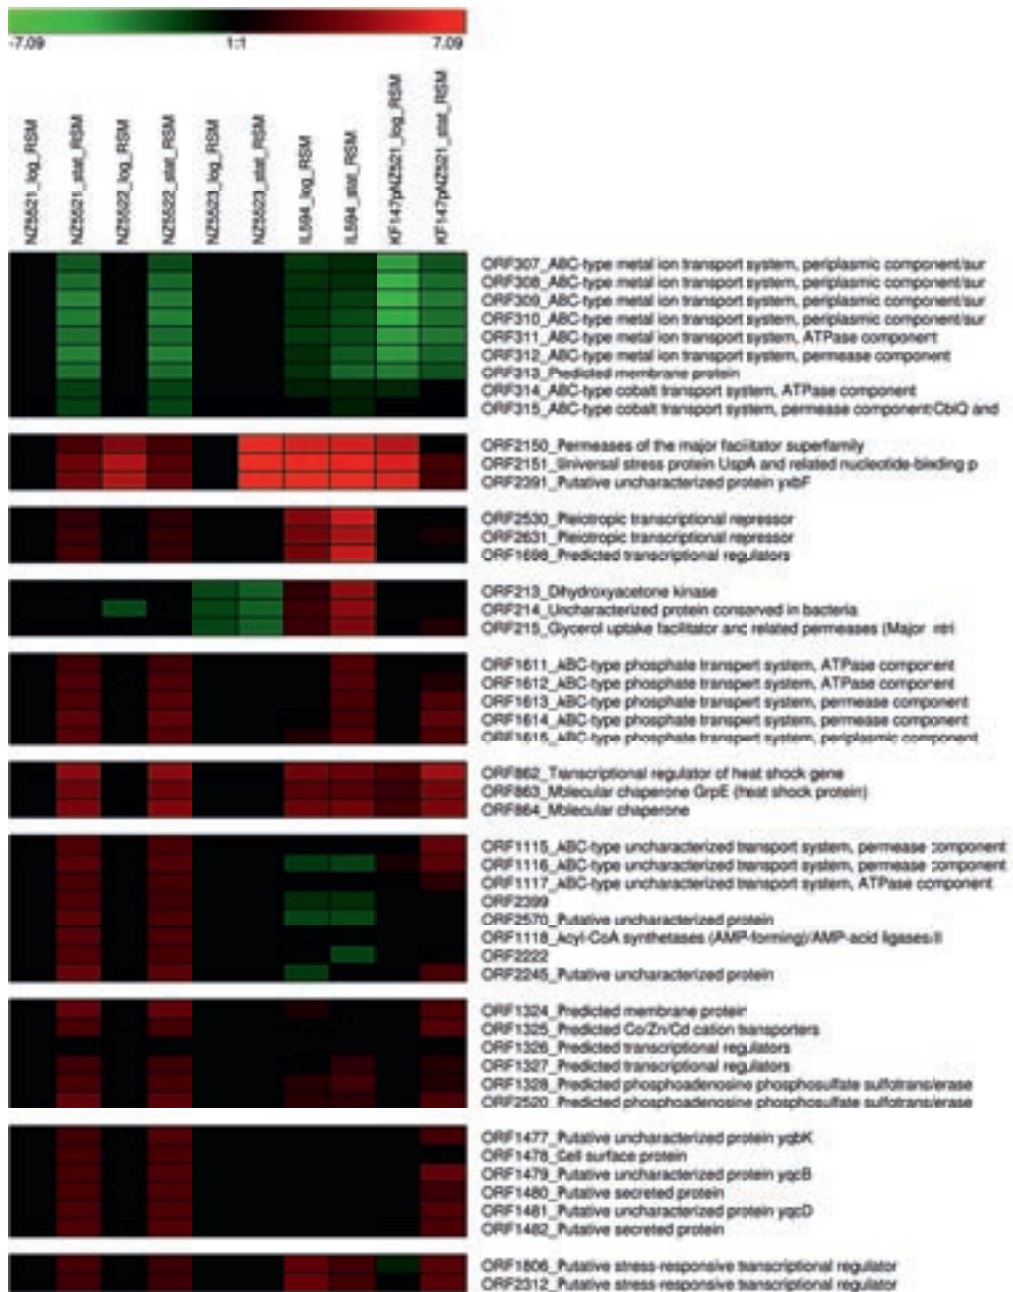 -7.09 1:1 7.09
NZ5521_log_RSM
NZ5521_stat_RSM
NZ5522_log_RSM
NZ5522_stat_RSM
NZ5523_log_RSM
NZ5523_stat_RSM
IL594_log_RSM
IL594_stat_RSM
KF147pNZ521_log_RSM
KF147pNZ521_stat_RSM
ORF307_ABC-type metal ion transport system, periplasmic component/sur
ORF308_ABC-type metal ion transport system, periplasmic component/sur
ORF309_ABC-type metal ion transport system, periplasmic component/sur
ORF310_ABC-type metal ion transport system, periplasmic component/sur
ORF311_ABC-type metal ion transport system, ATPase component
ORF312_ABC-type metal ion transport system, permease component
ORF313_Predicted membrane protein
ORF314_ABC-type cobalt transport system, ATPase component
ORF315_ABC-type cobalt transport system, permease component CbiQ and
ORF2150_Permeases of the major facilitator superfamily
ORF2151_Universal stress protein UspA and related nucleotide-binding p
ORF2391_Putative uncharacterized protein yxbF
ORF2530_Pleiotropic transcriptional repressor
ORF2631_Pleiotropic transcriptional repressor
ORF1698_Predicted transcriptional regulators
ORF213_Dihydroxyacetone kinase
ORF214_Uncharacterized protein conserved in bacteria
ORF215_Glycerol uptake facilitator and related permeases (Major ntri
ORF1611_ABC-type phosphate transport system, ATPase component
ORF1612_ABC-type phosphate transport system, ATPase component
ORF1613_ABC-type phosphate transport system, permease component
ORF1614_ABC-type phosphate transport system, permease component
ORF1615_ABC-type phosphate transport system, periplasmic component
ORF862_Transcriptional regulator of heat shock gene
ORF863_Molecular chaperone GrpE (heat shock protein)
ORF864_Molecular chaperone
ORF1115_ABC-type uncharacterized transport system, permease component
ORF1116_ABC-type uncharacterized transport system, permease component
ORF1117_ABC-type uncharacterized transport system, ATPase component
ORF2399
ORF2570_Putative uncharacterized protein
ORF1118_Acyl-CoA synthetases (AMP-forming)/AMP-acid ligases II
ORF2222
ORF2245_Putative uncharacterized protein
ORF1324_Predicted membrane protein
ORF1325_Predicted Co/Zn/Cd cation transporters
ORF1326_Predicted transcriptional regulators
ORF1327_Predicted transcriptional regulators
ORF1328_Predicted phosphoadenosine phosphosulfate sulfotransferase
ORF2520_Predicted phosphoadenosine phosphosulfate sulfotransferase
ORF1477_Putative uncharacterized protein yqbK
ORF1478_Cell surface protein
ORF1479_Putative uncharacterized protein yqcB
ORF1480_Putative secreted protein
ORF1481_Putative uncharacterized protein yqcD
ORF1482_Putative secreted protein
ORF1806_Putative stress-responsive transcriptional regulator
ORF2312_Putative stress-responsive transcriptional regulator